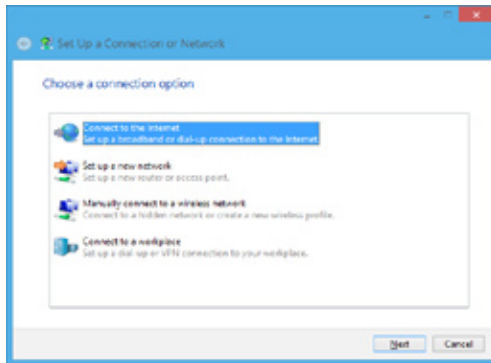 Set Up a Connection or Network
Choose a connection option
Connect to the Internet
Set up a broadband or dial-up connection to the Internet.
Set up a new network
Set up a new router or access point.
Manually connect to a wireless network
Connect to a hidden network or create a new wireless profile.
Connect to a workplace
Set up a dial-up or VPN connection to your workplace.
Next Cancel